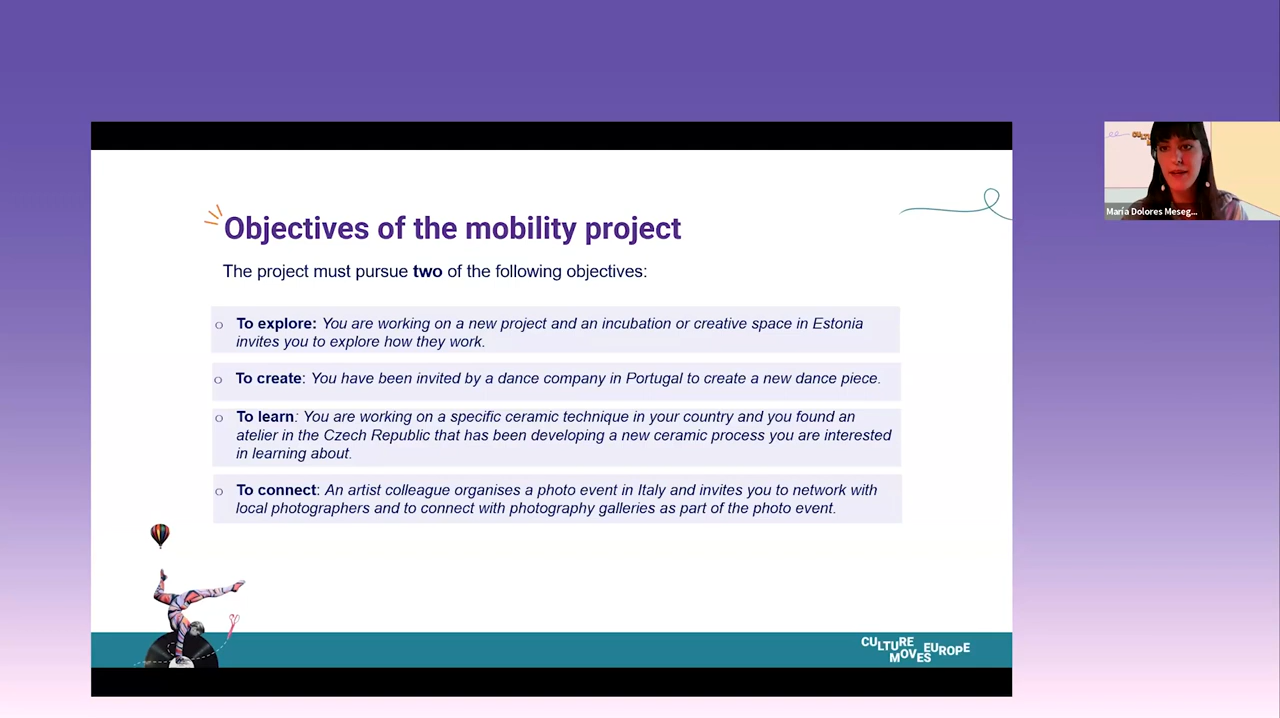 Objectives of the mobility project
The project must pursue two of the following objectives:
o To explore: You are working on a new project and an incubation or creative space in Estonia
invites you to explore how they work.
o To create: You have been invited by a dance company in Portugal to create a new dance piece.
o To learn: You are working on a specific ceramic technique in your country and you found an
atelier in the Czech Republic that has been developing a new ceramic process you are interested
in learning about.
o To connect: An artist colleague organises a photo event in Italy and invites you to network with
local photographers and to connect with photography galleries as part of the photo event.
CULTURE
MOVES
EUROPE
María Dolores Meseg...